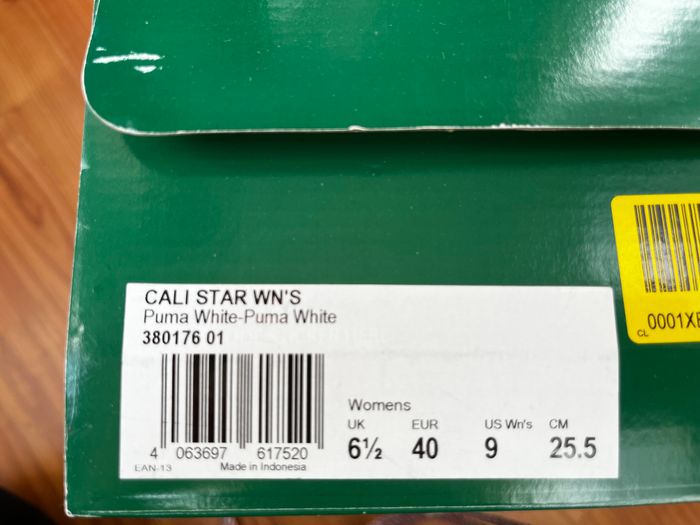 CALI STAR WN'S
Puma White-Puma White
380176 01
Womens
UK EUR US Wn's CM
6½ 40 9 25.5
4 063697 617520
EAN-13 Made in Indonesia
CL 0001XF